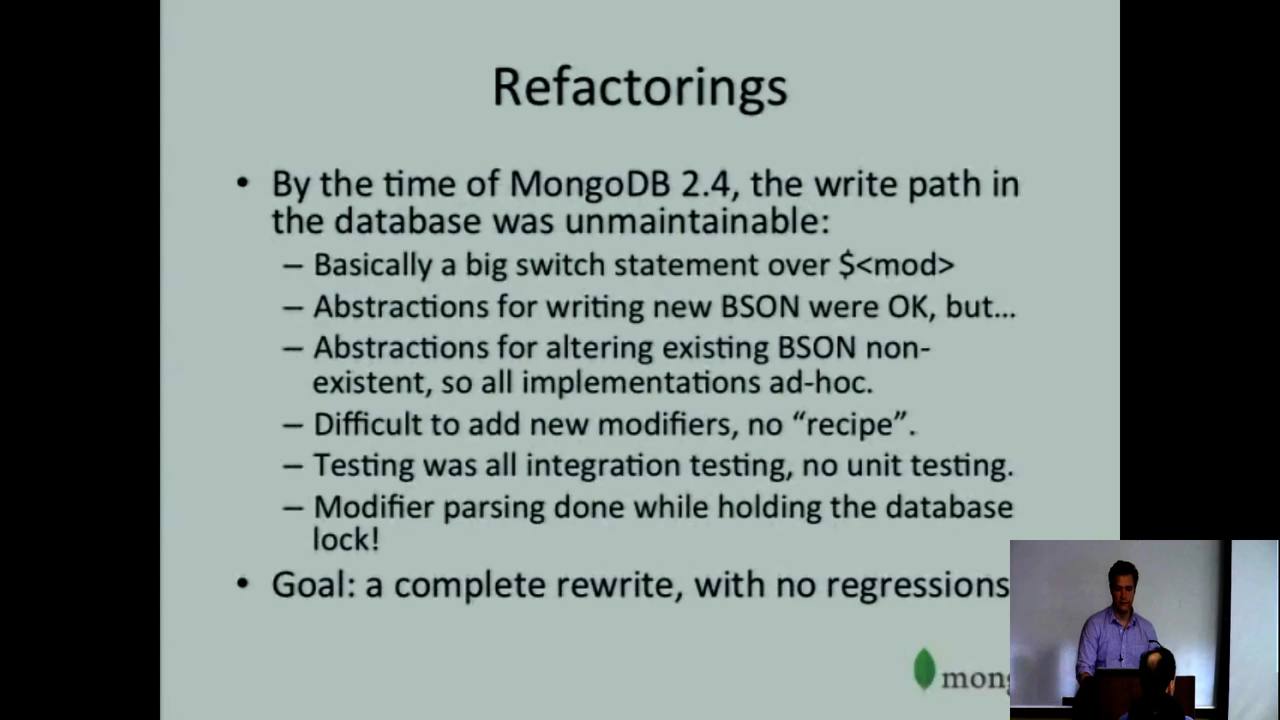 Refactorings
• By the time of MongoDB 2.4, the write path in
the database was unmaintainable:
– Basically a big switch statement over $<mod>
– Abstractions for writing new BSON were OK, but…
– Abstractions for altering existing BSON non-
existent, so all implementations ad-hoc.
– Difficult to add new modifiers, no “recipe”.
– Testing was all integration testing, no unit testing.
– Modifier parsing done while holding the database
lock!
• Goal: a complete rewrite, with no regressions